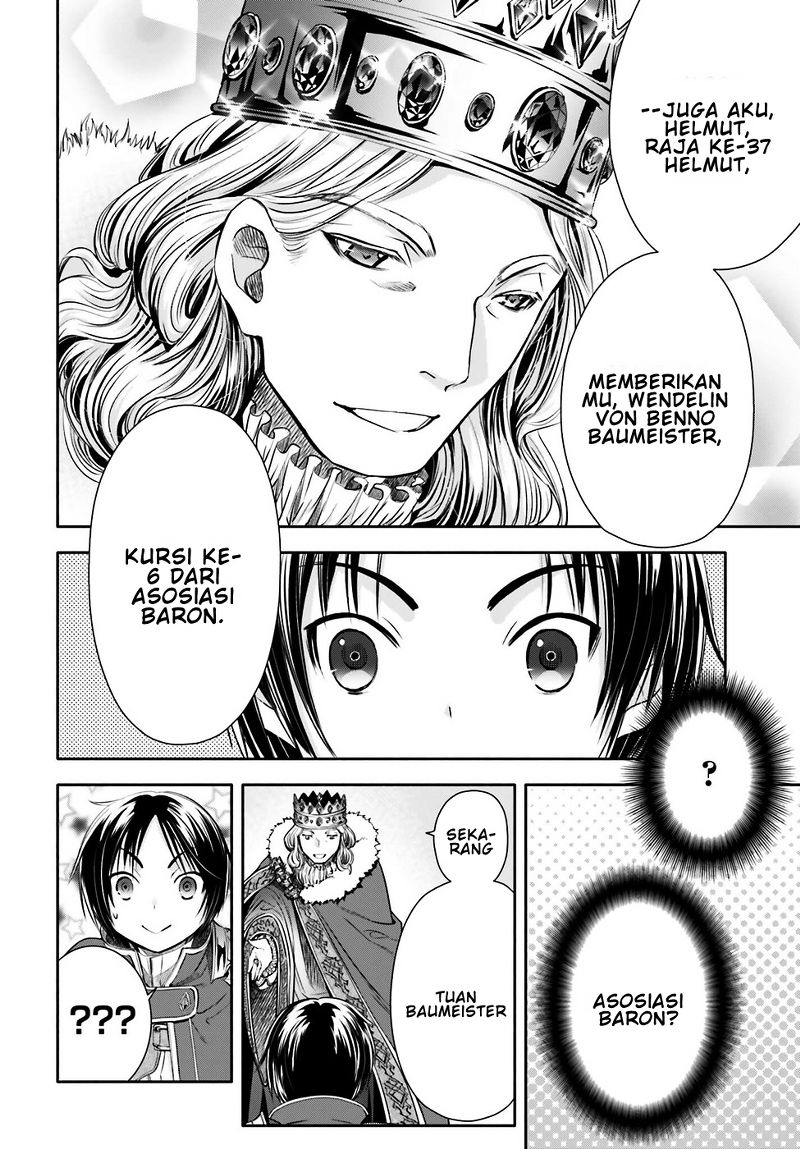 --JUGA AKU,
HELMUT,
RAJA KE-37
HELMUT,
MEMBERIKAN
MU, WENDELIN
VON BENNO
BAUMEISTER,
KURSI KE-
6 DARI
ASOSIASI
BARON.
?
ASOSIASI
BARON?
SEKA-
RANG
TUAN
BAUMEISTER
???